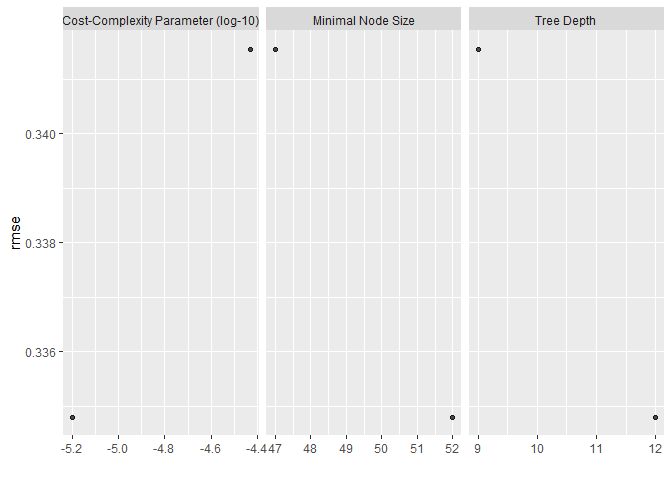 Cost-Complexity Parameter (log-10)
Minimal Node Size
Tree Depth
rmse
0.340
0.338
0.336
-5.2 -5.0 -4.8 -4.6 -4.4
47 48 49 50 51 52
9 10 11 12